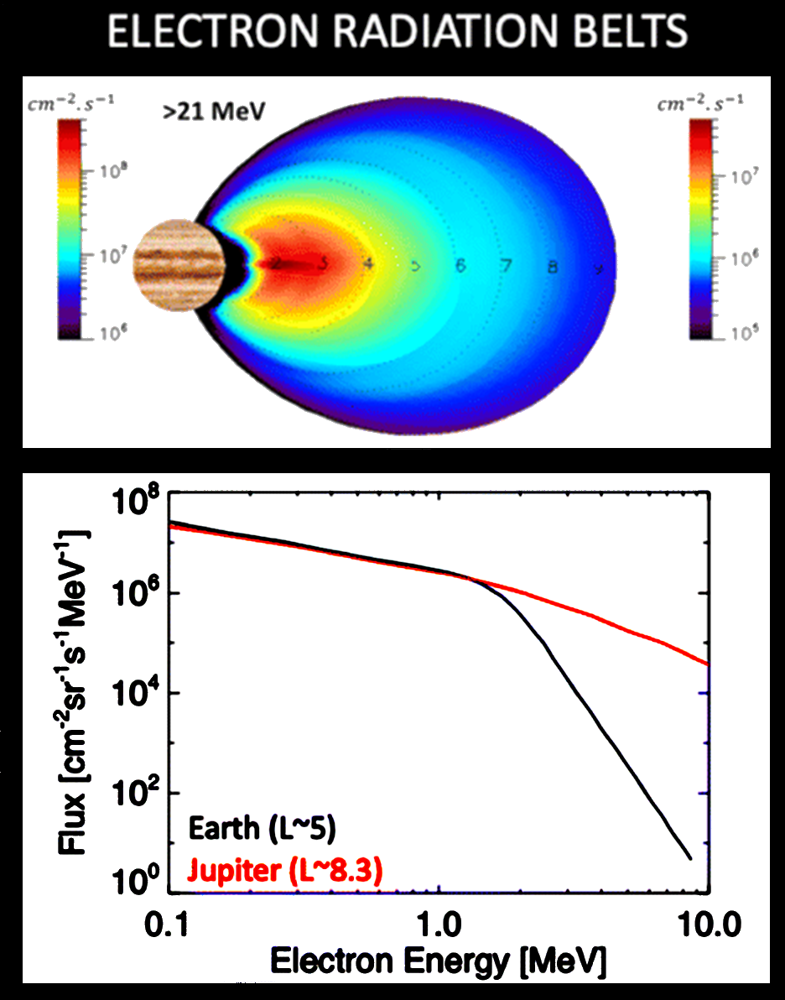 ELECTRON RADIATION BELTS
cm⁻².s⁻¹
>21 MeV
cm⁻².s⁻¹
10⁸
10⁷
10⁶
2 3 4 5 6 7 8 9
10⁷
10⁶
10⁵
10⁸
10⁶
10⁴
10²
10⁰
Flux [cm⁻²sr⁻¹s⁻¹MeV⁻¹]
Earth (L~5)
Jupiter (L~8.3)
0.1 1.0 10.0
Electron Energy [MeV]